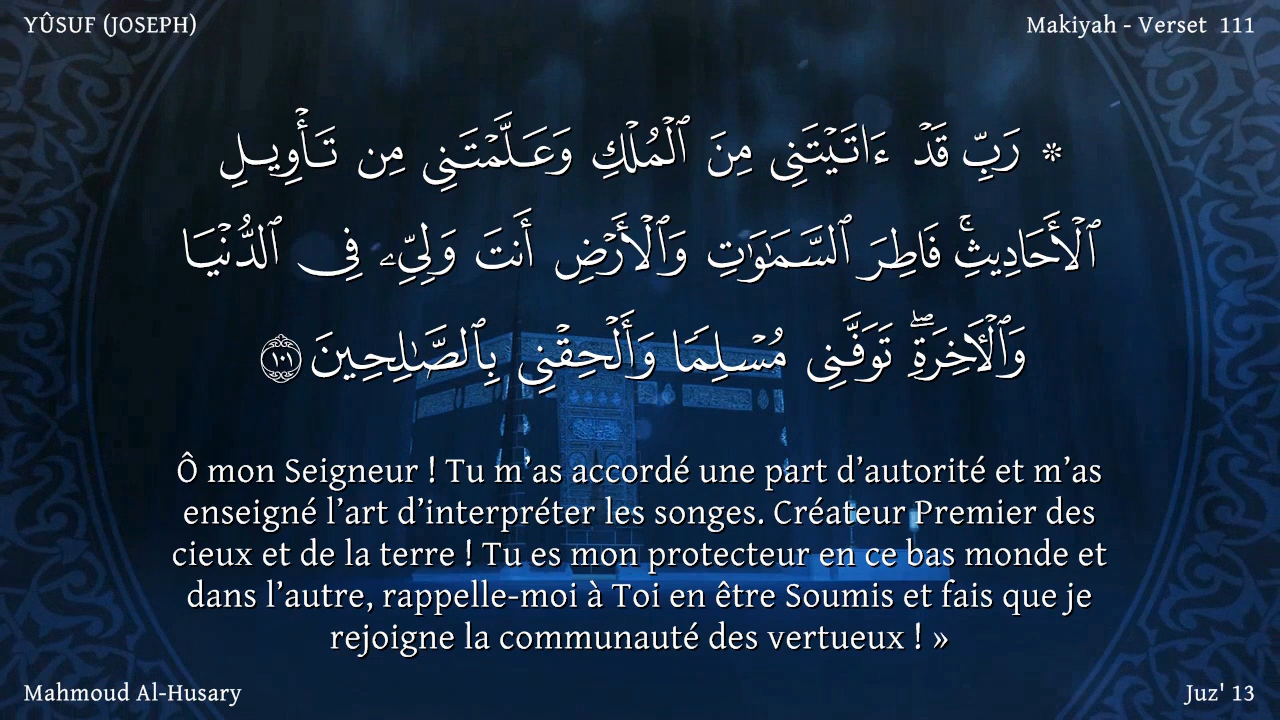 YÛSUF (JOSEPH)
Makiyah - Verset 111
۞ رَبِّ قَدْ ءَاتَيْتَنِى مِنَ ٱلْمُلْكِ وَعَلَّمْتَنِى مِن تَأْوِيلِ
ٱلْأَحَادِيثِ ۚ فَاطِرَ ٱلسَّمَـٰوَٰتِ وَٱلْأَرْضِ أَنتَ وَلِىِّۦ فِى ٱلدُّنْيَا
وَٱلْـَٔاخِرَةِ ۖ تَوَفَّنِى مُسْلِمًا وَأَلْحِقْنِى بِٱلصَّـٰلِحِينَ ١٠١
Ô mon Seigneur ! Tu m’as accordé une part d’autorité et m’as
enseigné l’art d’interpréter les songes. Créateur Premier des
cieux et de la terre ! Tu es mon protecteur en ce bas monde et
dans l’autre, rappelle-moi à Toi en être Soumis et fais que je
rejoigne la communauté des vertueux ! »
Mahmoud Al-Husary
Juz' 13